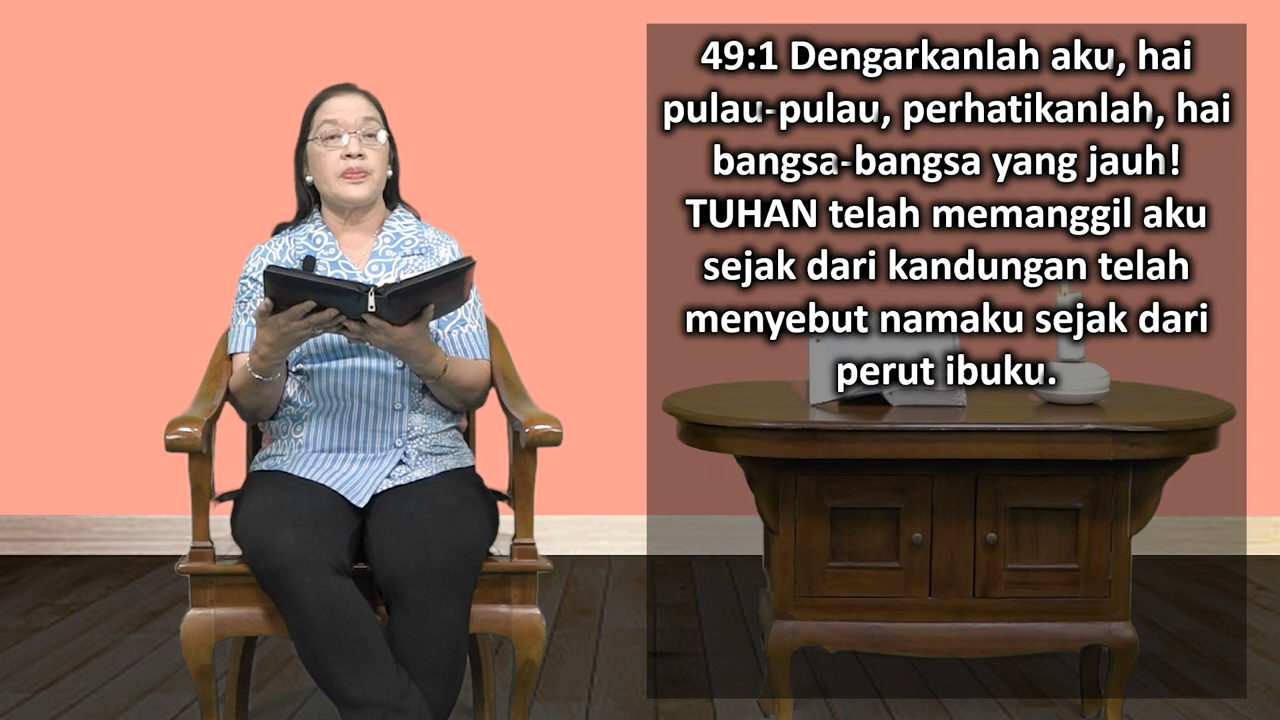 49:1 Dengarkanlah aku, hai
pulau-pulau, perhatikanlah, hai
bangsa-bangsa yang jauh!
TUHAN telah memanggil aku
sejak dari kandungan telah
menyebut namaku sejak dari
perut ibuku.